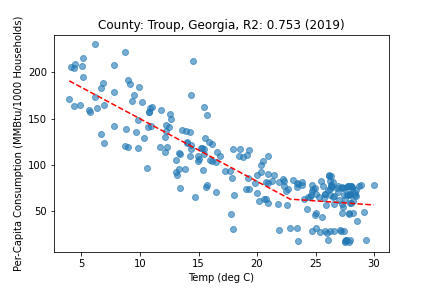 County: Troup, Georgia, R2: 0.753 (2019)
Per-Capita Consumption (MMBtu/1000 Households)
200
150
100
50
5 10 15 20 25 30
Temp (deg C)